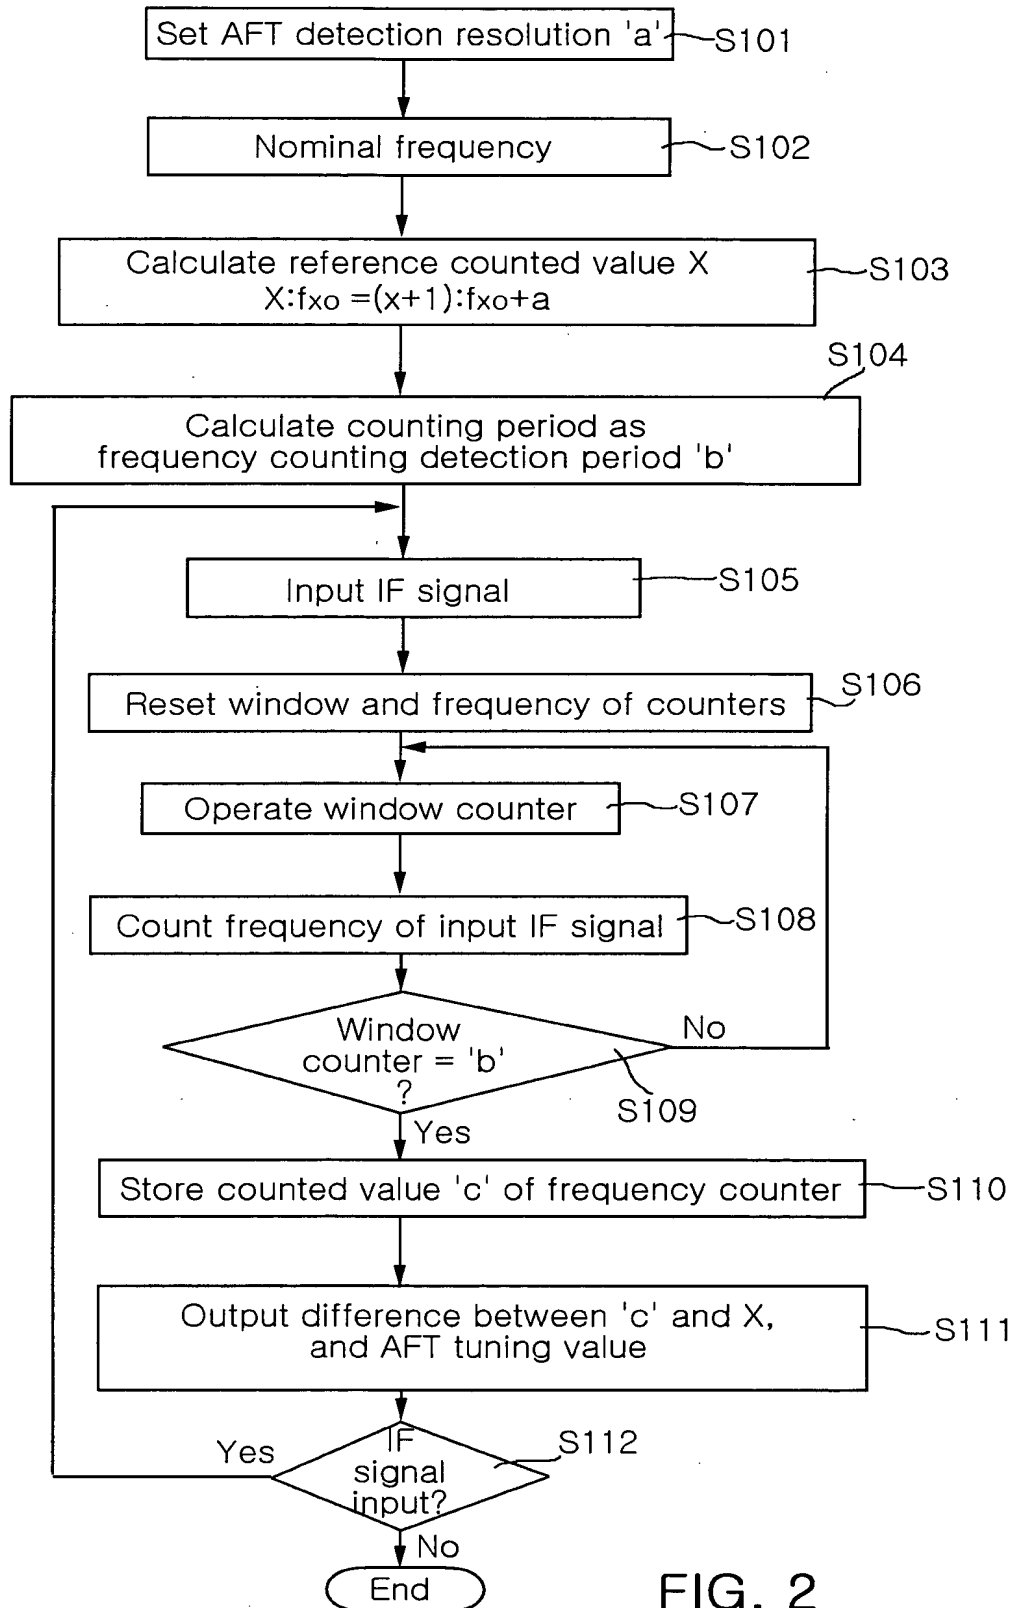 Set AFT detection resolution 'a'
S101
Nominal frequency
S102
Calculate reference counted value X
X:fxo =(x+1):fxo+a
S103
S104
Calculate counting period as
frequency counting detection period 'b'
Input IF signal
S105
Reset window and frequency of counters
S106
Operate window counter
S107
Count frequency of input IF signal
S108
Window
counter = 'b'
?
No
S109
Yes
Store counted value 'c' of frequency counter
S110
Output difference between 'c' and X,
and AFT tuning value
S111
Yes
IF
signal
input?
S112
No
End
FIG. 2